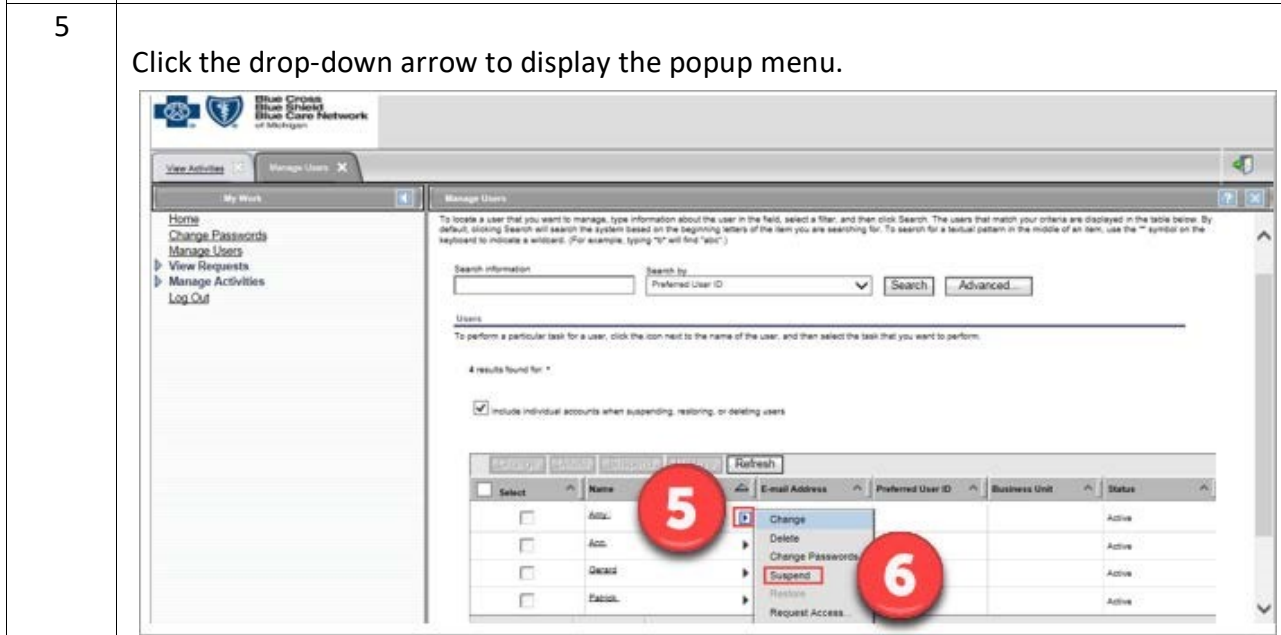 5
Click the drop-down arrow to display the popup menu.
Blue Cross
Blue Shield
Blue Care Network
of Michigan
View Activities
Manage Users X
My Work
Manage Users
Home
Change Passwords
Manage Users
View Requests
Manage Activities
Log Out
To locate a user that you want to manage, type information about the user in the field, select a filter, and then click Search. The users that match your criteria are displayed in the table below. By
default, clicking Search will search the system based on the beginning letters of the item you are searching for. To search for a textual pattern in the middle of an item, use the "*" symbol on the
keyboard to indicate a wildcard. (For example, typing "b" will find "abc".)
Search information
Search by
Preferred User ID
Search
Advanced...
Users
To perform a particular task for a user, click the icon next to the name of the user, and then select the task that you want to perform.
4 results found for: *
Include individual accounts when suspending, restoring, or deleting users
Refresh
Select Name E-mail Address Preferred User ID Business Unit Status
5
Amy Change Active
Ann Delete Active
Change Passwords
6
Gerard Suspend Active
Restore
Patrick Active
Request Access...